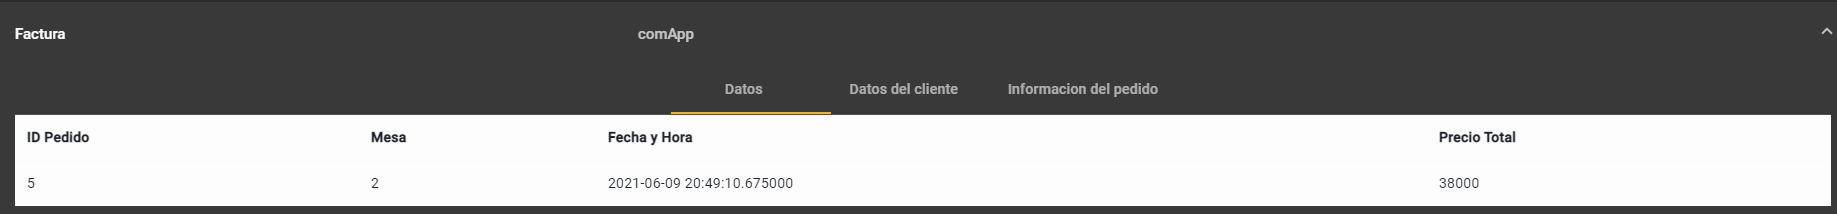 Factura comApp
Datos Datos del cliente Informacion del pedido
ID Pedido Mesa Fecha y Hora Precio Total
5 2 2021-06-09 20:49:10.675000 38000